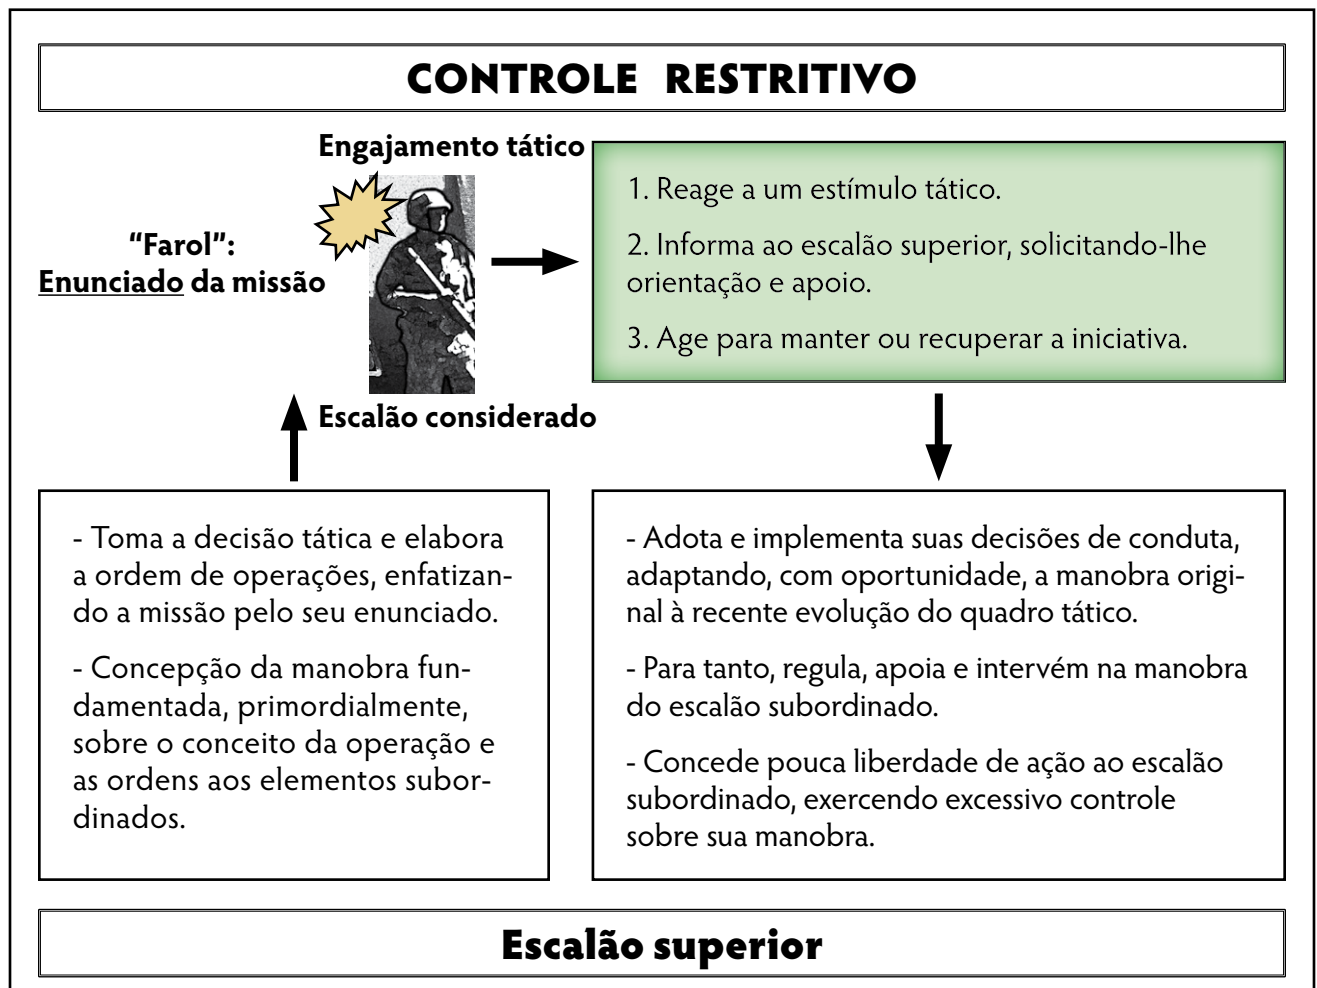 CONTROLE RESTRITIVO
Engajamento tático
“Farol”:
Enunciado da missão
Escalão considerado
1. Reage a um estímulo tático.
2. Informa ao escalão superior, solicitando-lhe
orientação e apoio.
3. Age para manter ou recuperar a iniciativa.
- Toma a decisão tática e elabora
a ordem de operações, enfatizan-
do a missão pelo seu enunciado.
- Concepção da manobra fun-
damentada, primordialmente,
sobre o conceito da operação e
as ordens aos elementos subor-
dinados.
- Adota e implementa suas decisões de conduta,
adaptando, com oportunidade, a manobra origi-
nal à recente evolução do quadro tático.
- Para tanto, regula, apoia e intervém na manobra
do escalão subordinado.
- Concede pouca liberdade de ação ao escalão
subordinado, exercendo excessivo controle
sobre sua manobra.
Escalão superior